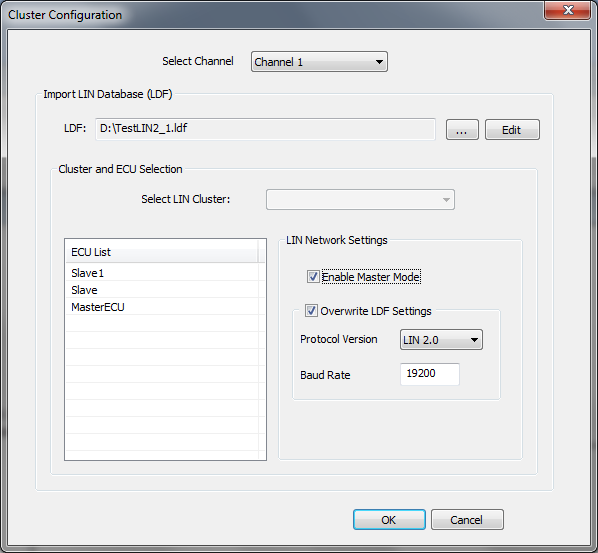 Cluster Configuration
Select Channel Channel 1
Import LIN Database (LDF)
LDF: D:\TestLIN2_1.ldf ... Edit
Cluster and ECU Selection
Select LIN Cluster:
ECU List
Slave1
Slave
MasterECU
LIN Network Settings
Enable Master Mode
Overwrite LDF Settings
Protocol Version LIN 2.0
Baud Rate 19200
OK Cancel